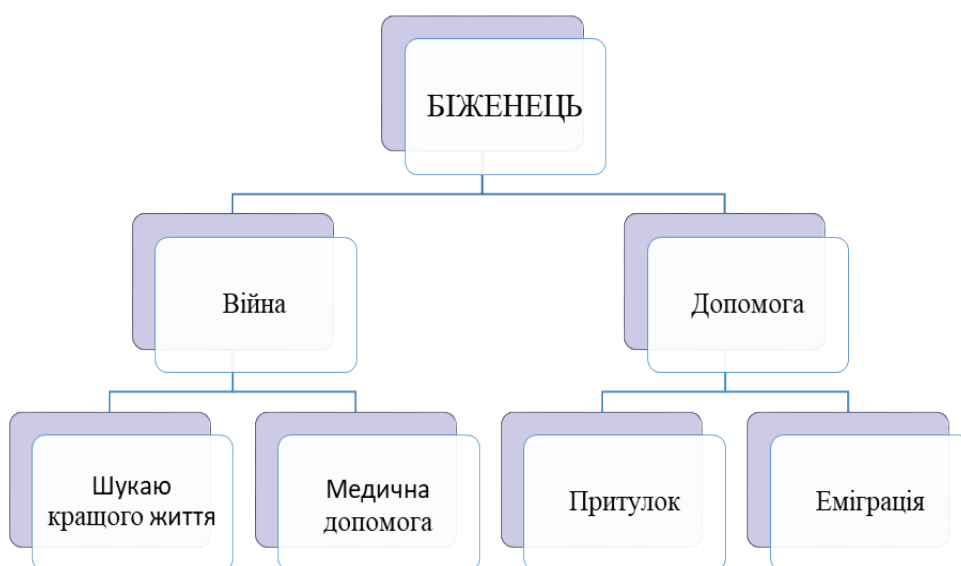 БІЖЕНЕЦЬ
Війна
Допомога
Шукаю
кращого життя
Медична
допомога
Притулок
Еміграція